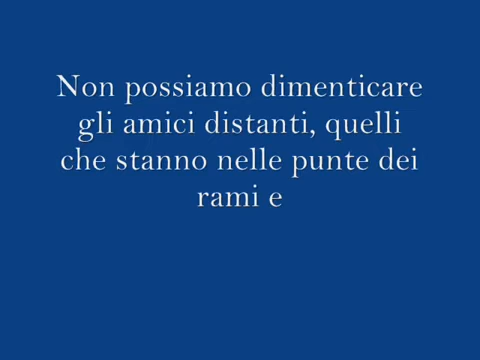 Non possiamo dimenticare
gli amici distanti, quelli
che stanno nelle punte dei
rami e